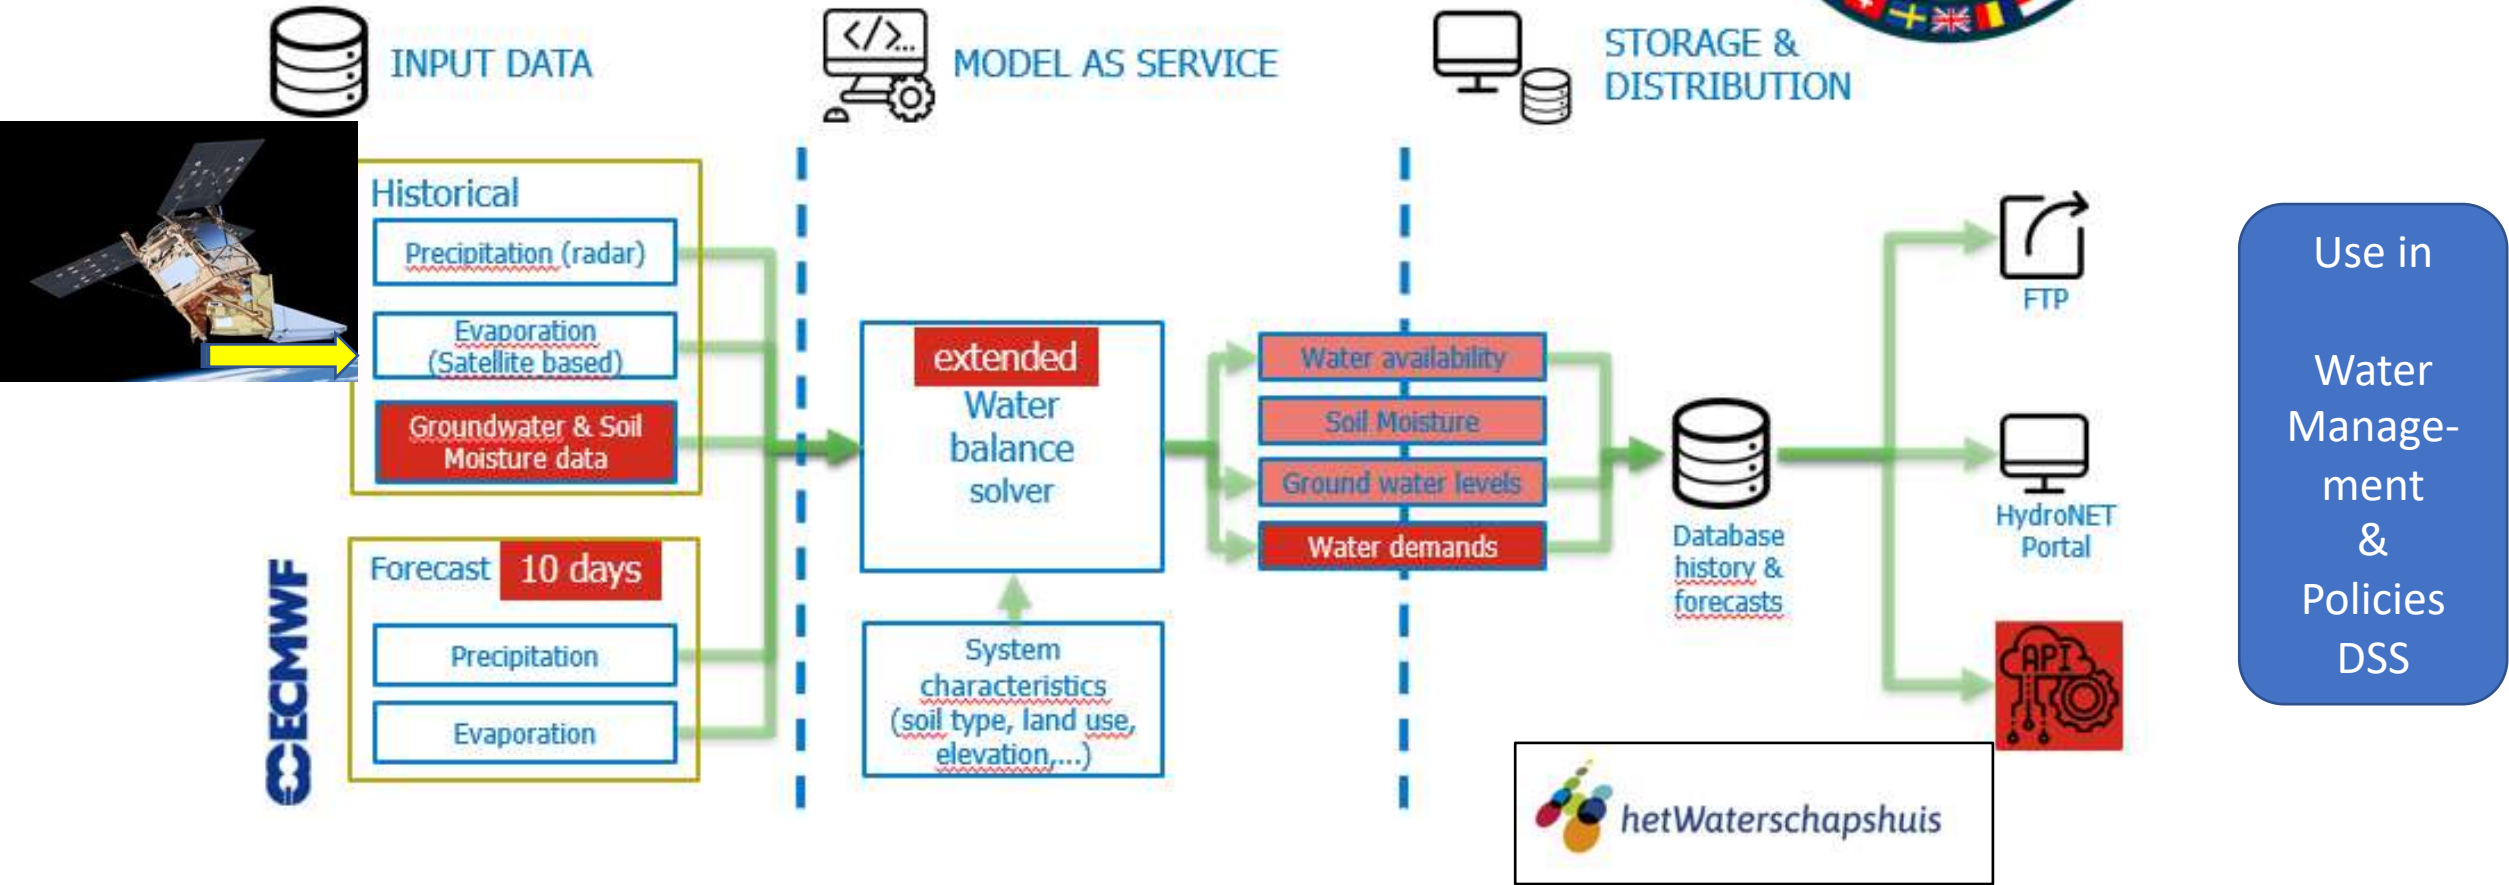 INPUT DATA
</>...
MODEL AS SERVICE
STORAGE &
DISTRIBUTION
Historical
Precipitation (radar)
Evaporation
(Satellite based)
Groundwater & Soil
Moisture data
ECMWF
Forecast
10 days
Precipitation
Evaporation
extended
Water
balance
solver
System
characteristics
(soil type, land use,
elevation,...)
Water availability
Soil Moisture
Ground water levels
Water demands
Database
history &
forecasts
FTP
HydroNET
Portal
API
hetWaterschapshuis
Use in
Water
Manage-
ment
&
Policies
DSS